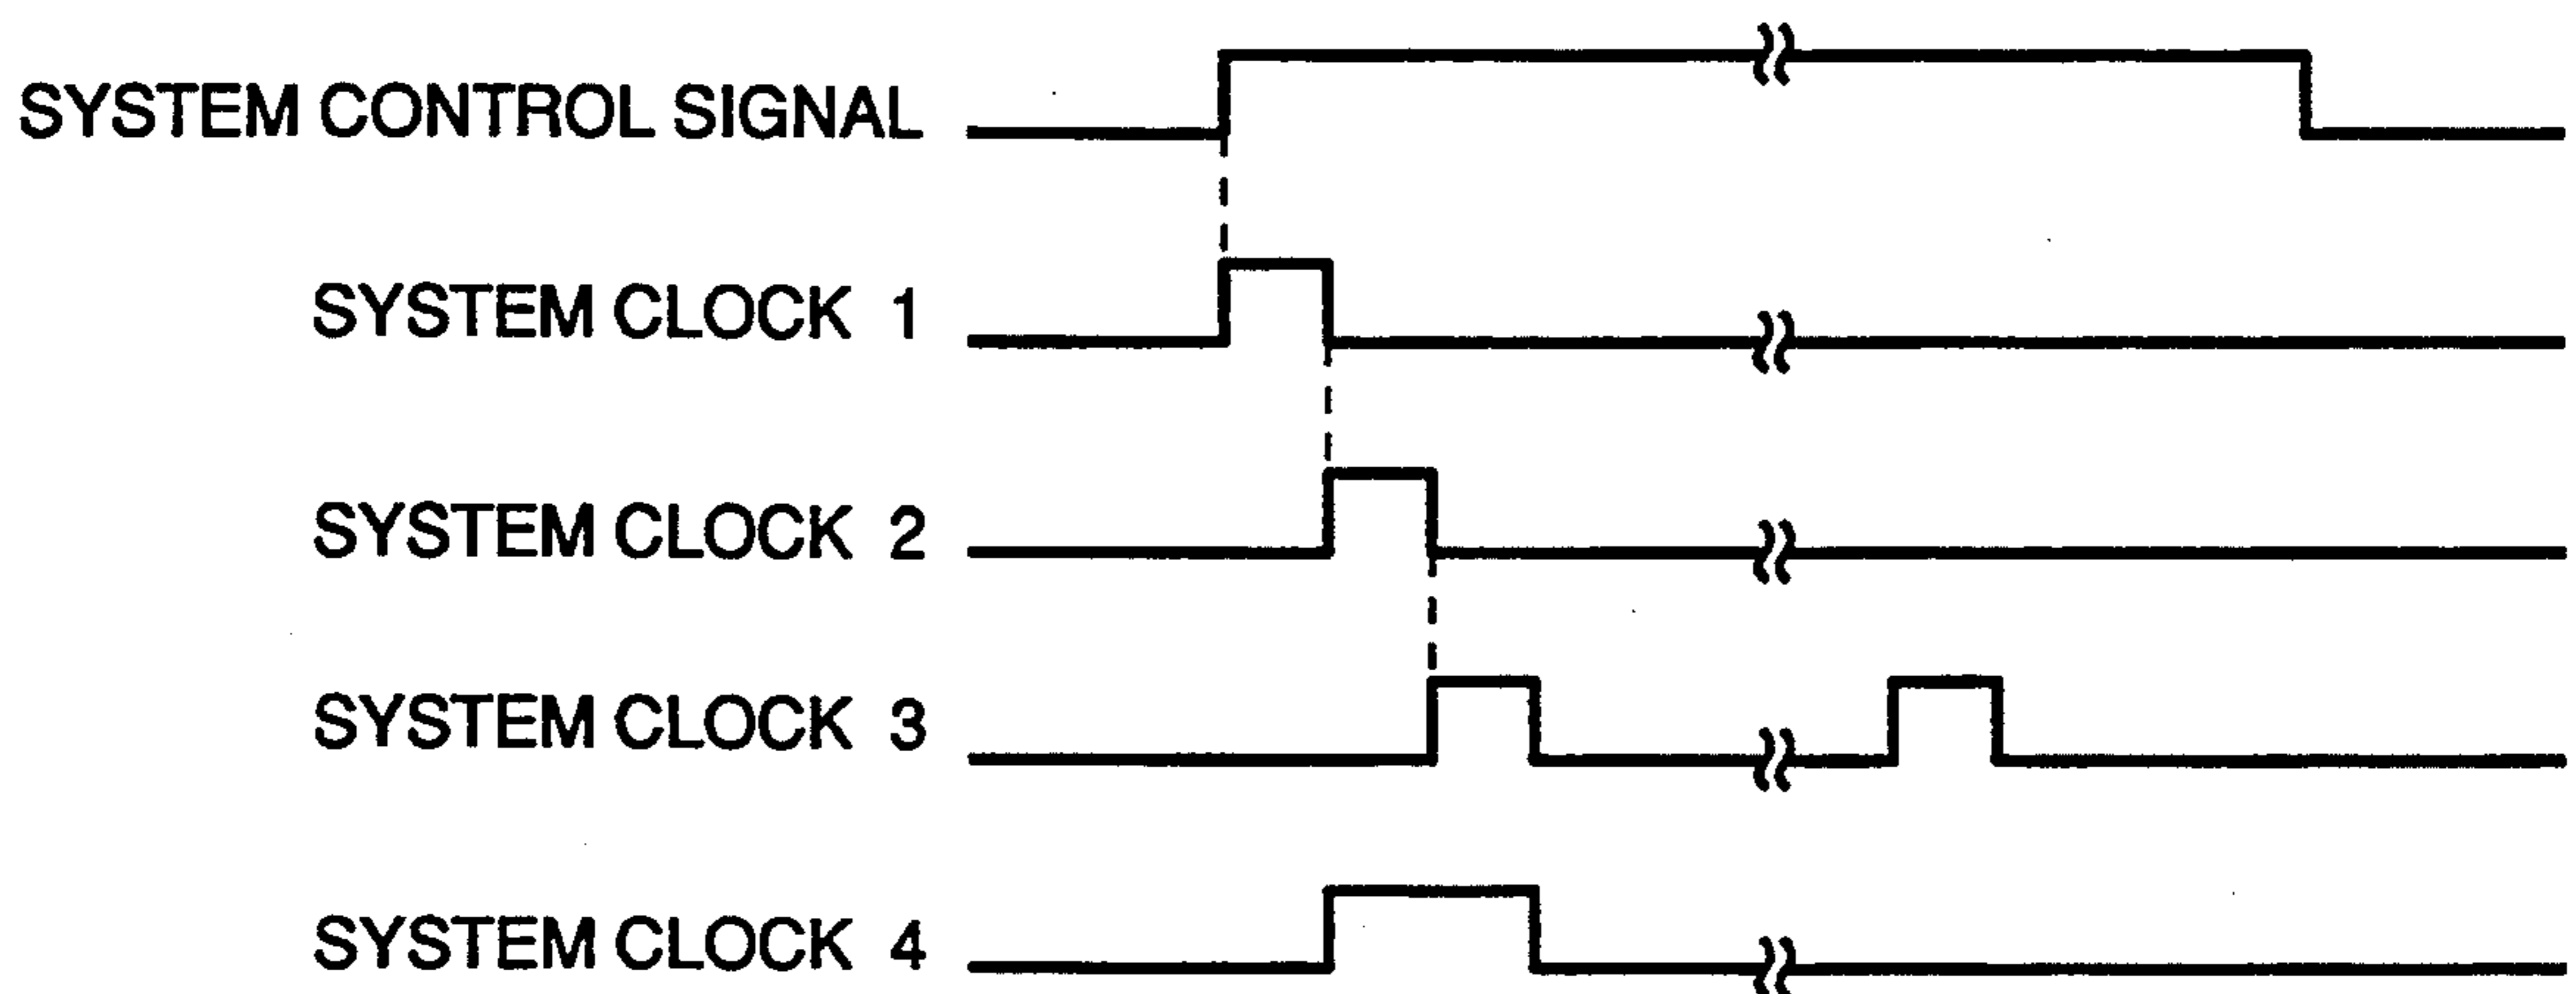 SYSTEM CONTROL SIGNAL
SYSTEM CLOCK 1
SYSTEM CLOCK 2
SYSTEM CLOCK 3
SYSTEM CLOCK 4